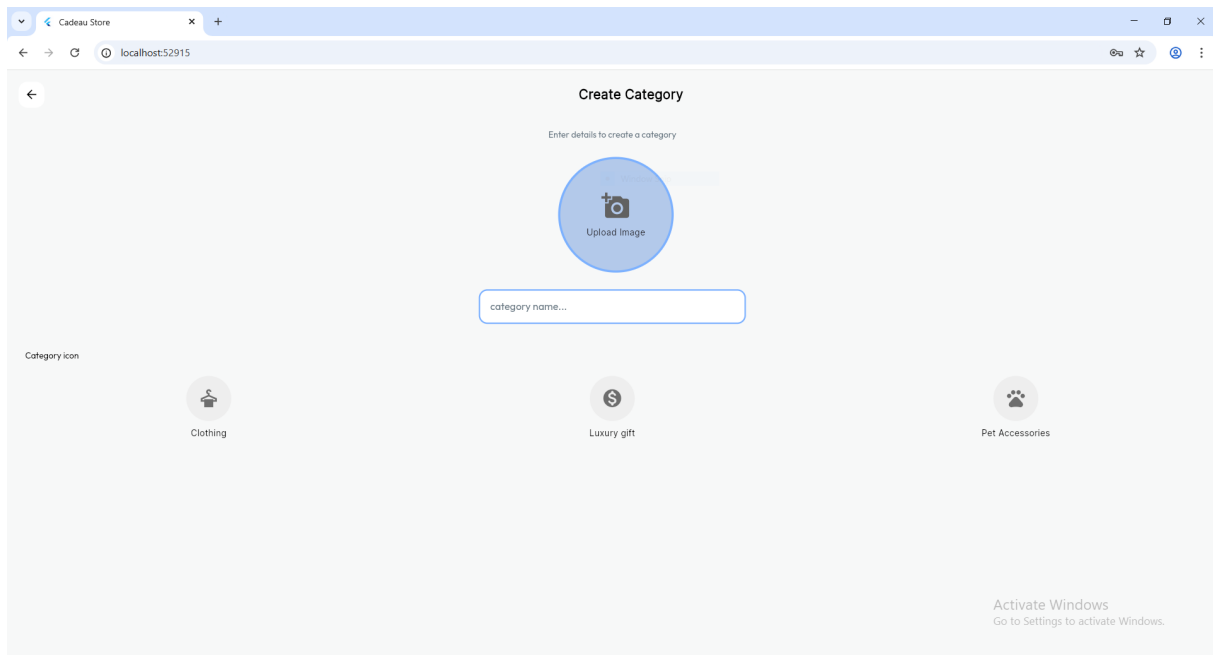 Cadeau Store
localhost:52915
Create Category
Enter details to create a category
Upload Image
category name...
Category icon
Clothing
Luxury gift
Pet Accessories
Activate Windows
Go to Settings to activate Windows.